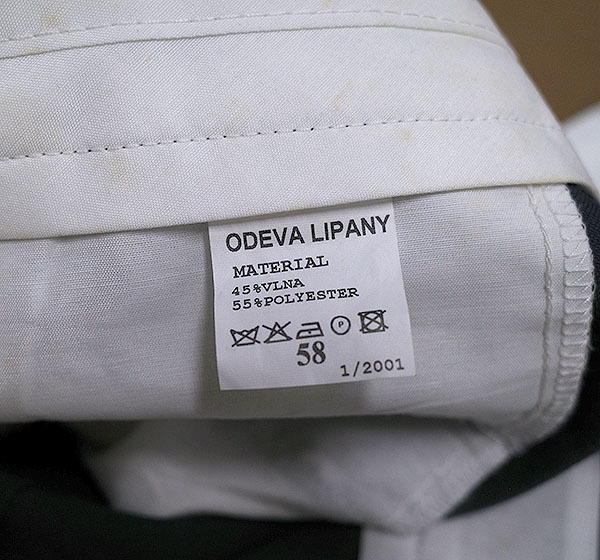 ODEVA LIPANY
MATERIAL
45%VLNA
55%POLYESTER
P
58
1/2001